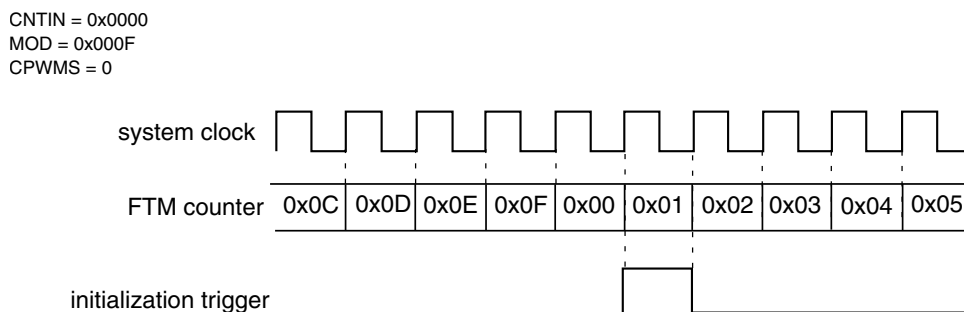 CNTIN = 0x0000
MOD = 0x000F
CPWMS = 0
system clock
FTM counter 0x0C 0x0D 0x0E 0x0F 0x00 0x01 0x02 0x03 0x04 0x05
initialization trigger